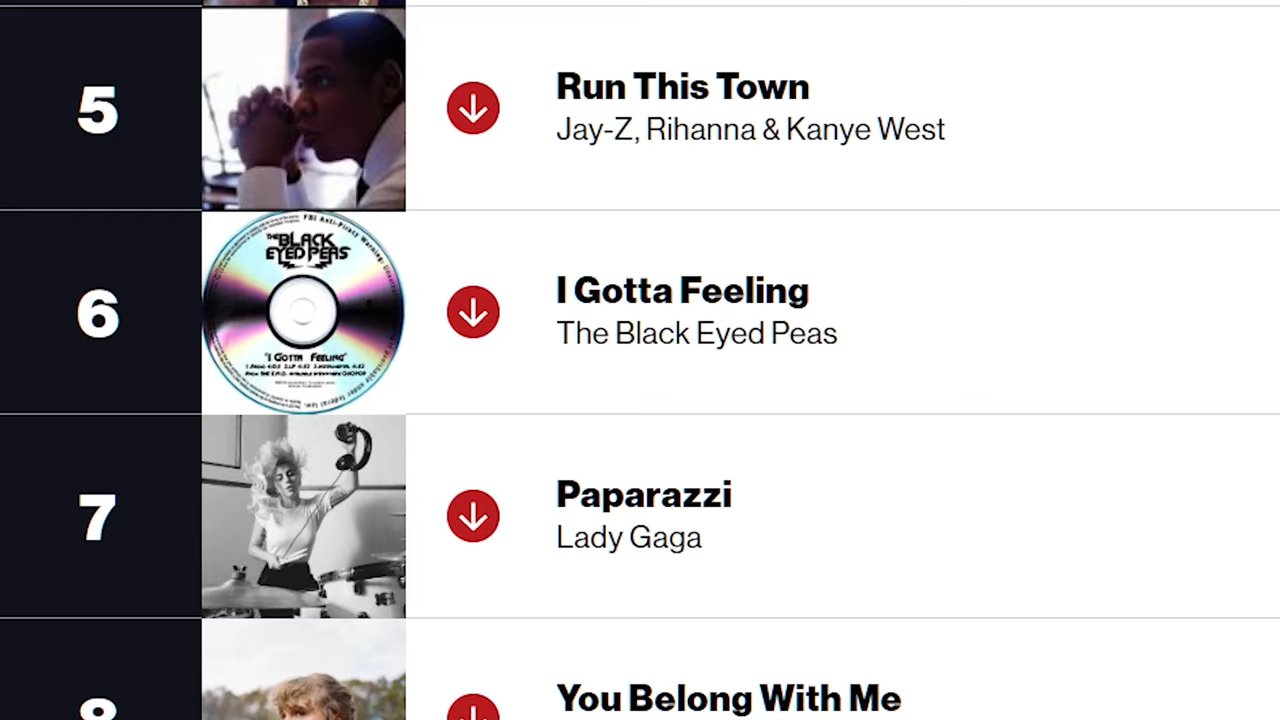 5
Run This Town
Jay-Z, Rihanna & Kanye West
6
THE BLACK
EYED PEAS
"I GOTTA FEELING"
I Gotta Feeling
The Black Eyed Peas
7
Paparazzi
Lady Gaga
8
You Belong With Me